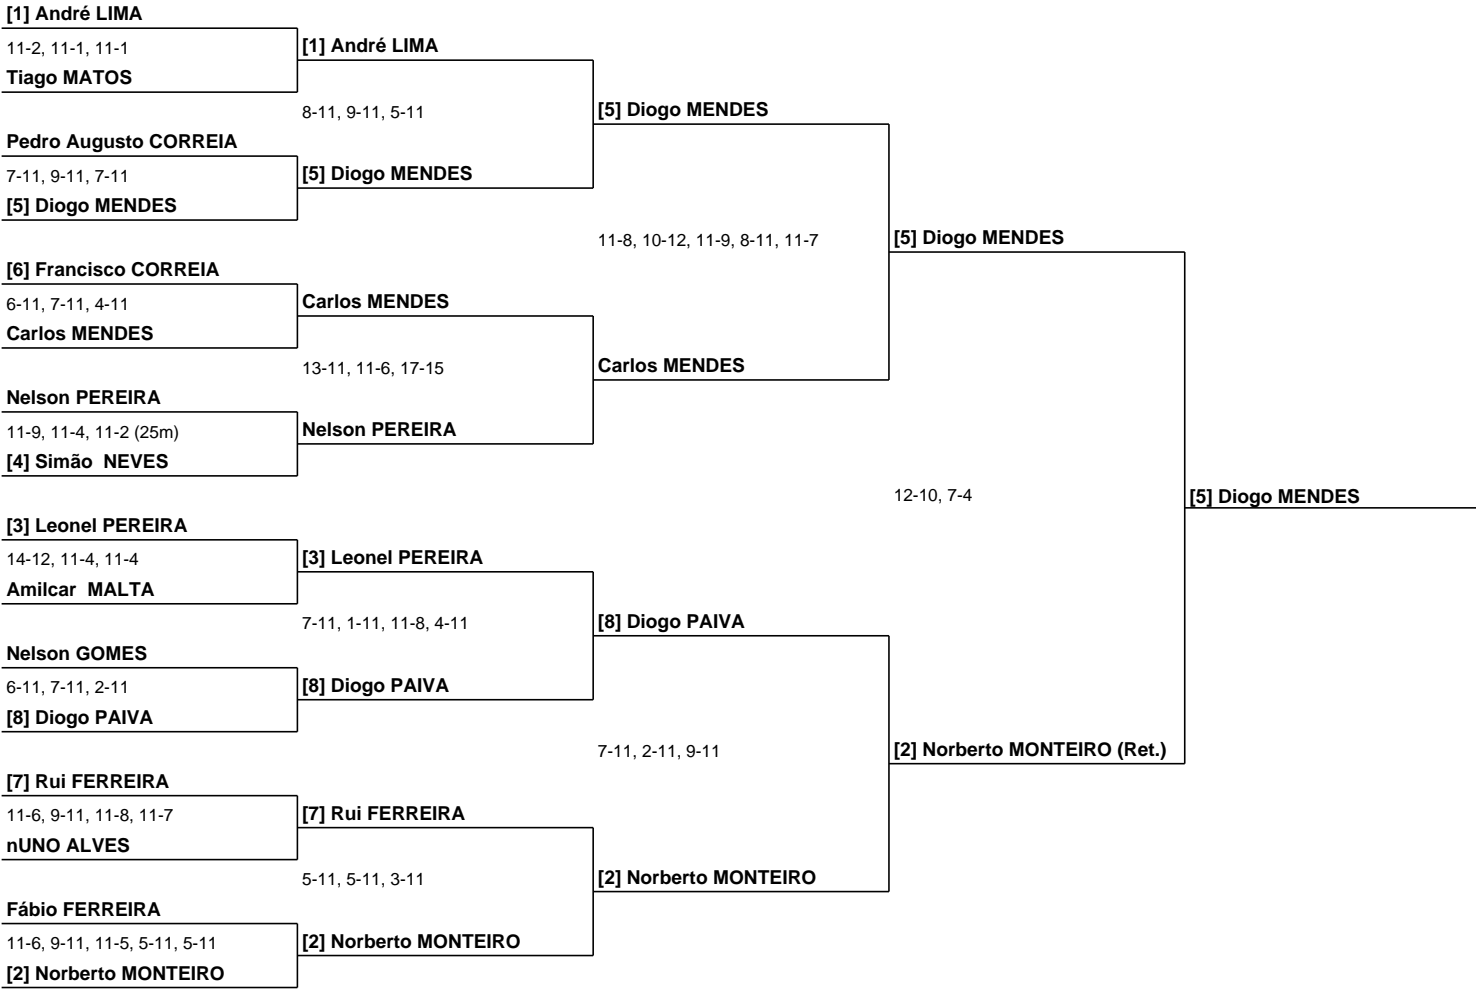 [1] André LIMA
11-2, 11-1, 11-1
Tiago MATOS
Pedro Augusto CORREIA
7-11, 9-11, 7-11
[5] Diogo MENDES
[6] Francisco CORREIA
6-11, 7-11, 4-11
Carlos MENDES
Nelson PEREIRA
11-9, 11-4, 11-2 (25m)
[4] Simão  NEVES
[3] Leonel PEREIRA
14-12, 11-4, 11-4
Amilcar  MALTA
Nelson GOMES
6-11, 7-11, 2-11
[8] Diogo PAIVA
[7] Rui FERREIRA
11-6, 9-11, 11-8, 11-7
nUNO ALVES
Fábio FERREIRA
11-6, 9-11, 11-5, 5-11, 5-11
[2] Norberto MONTEIRO
[1] André LIMA
8-11, 9-11, 5-11
[5] Diogo MENDES
Carlos MENDES
13-11, 11-6, 17-15
Nelson PEREIRA
[3] Leonel PEREIRA
7-11, 1-11, 11-8, 4-11
[8] Diogo PAIVA
[7] Rui FERREIRA
5-11, 5-11, 3-11
[2] Norberto MONTEIRO
[5] Diogo MENDES
11-8, 10-12, 11-9, 8-11, 11-7
Carlos MENDES
[8] Diogo PAIVA
7-11, 2-11, 9-11
[2] Norberto MONTEIRO
[5] Diogo MENDES
12-10, 7-4
[2] Norberto MONTEIRO (Ret.)
[5] Diogo MENDES